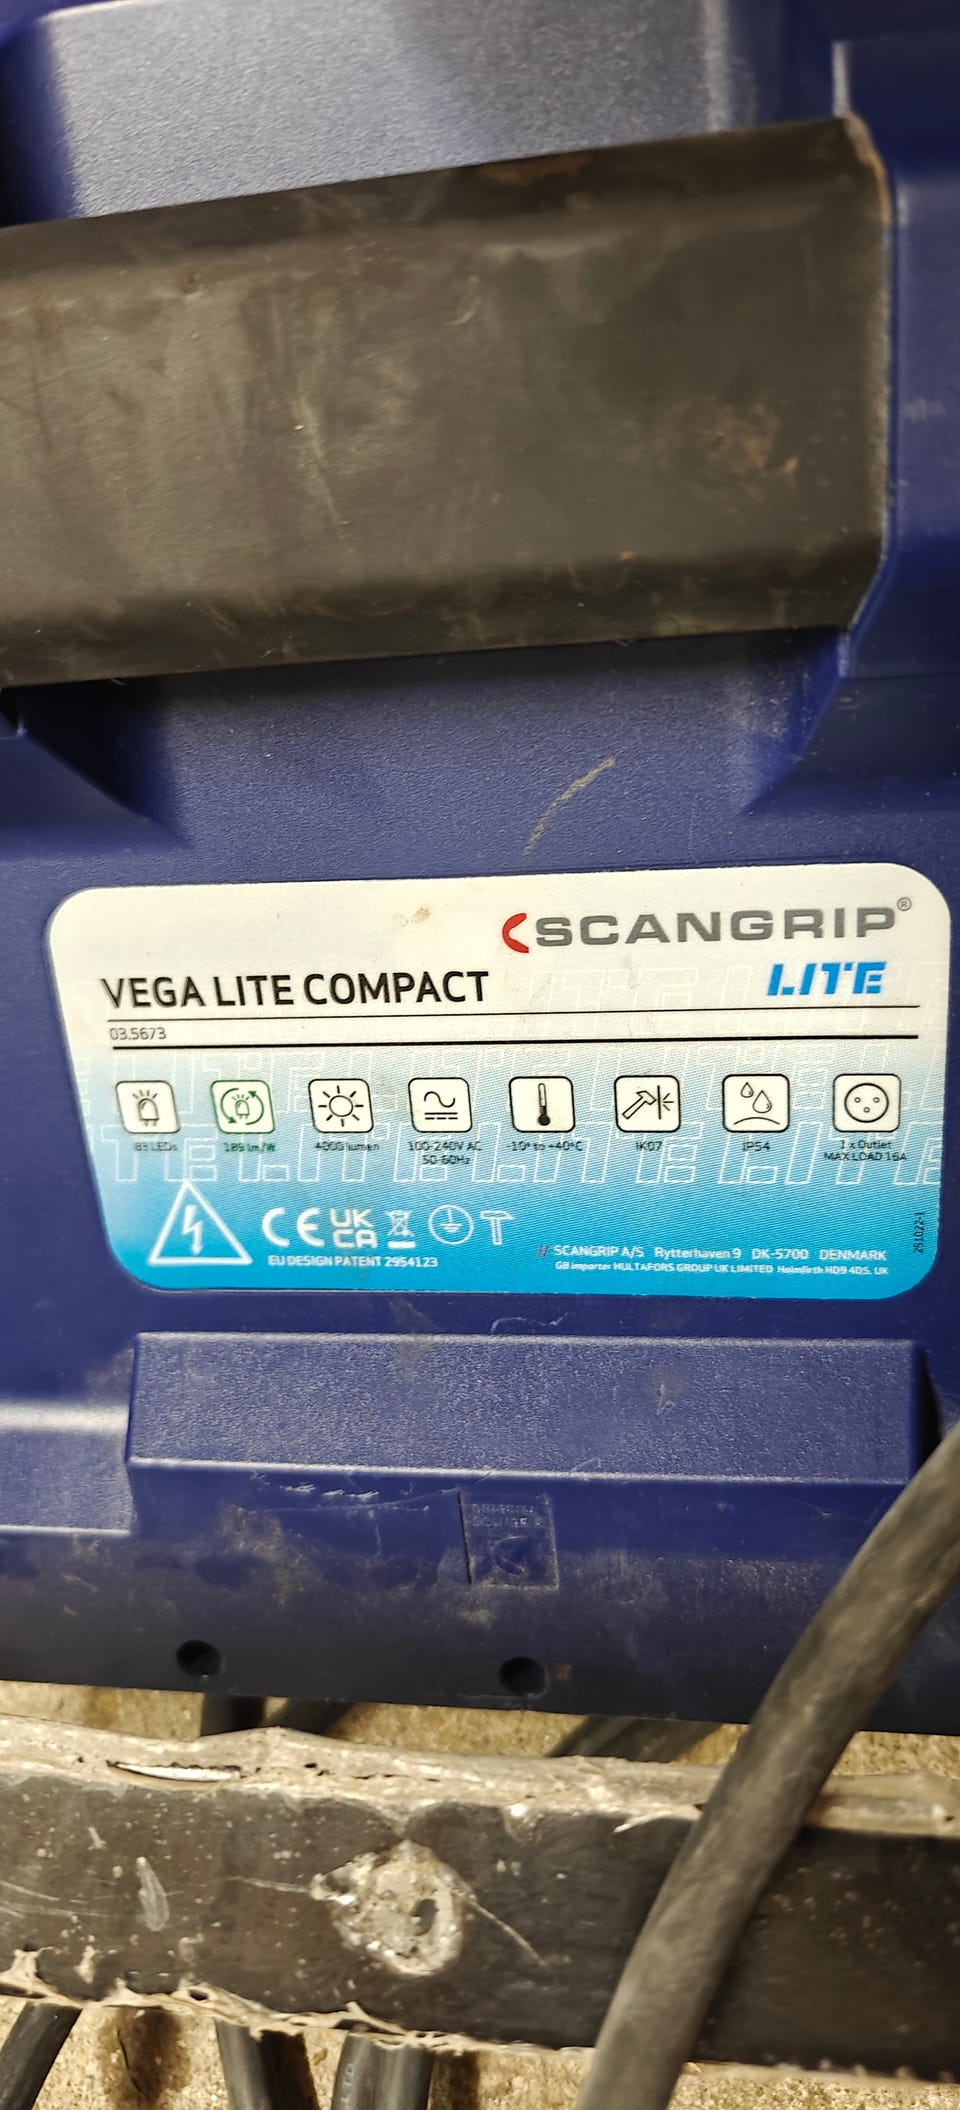 SCANGRIP®
LITE
VEGA LITE COMPACT
03.5673
83 LEDs
189 lm/W
4000 lumen
100-240V AC
50-60Hz
-10° to +40°C
IK07
IP54
1 x Outlet
MAX LOAD 16A
CE UK CA
EU DESIGN PATENT 2954123
// SCANGRIP A/S Rytterhaven 9 DK-5700 DENMARK
GB importer HULTAFORS GROUP UK LIMITED Holmfirth HD9 4DS, UK
251022-1